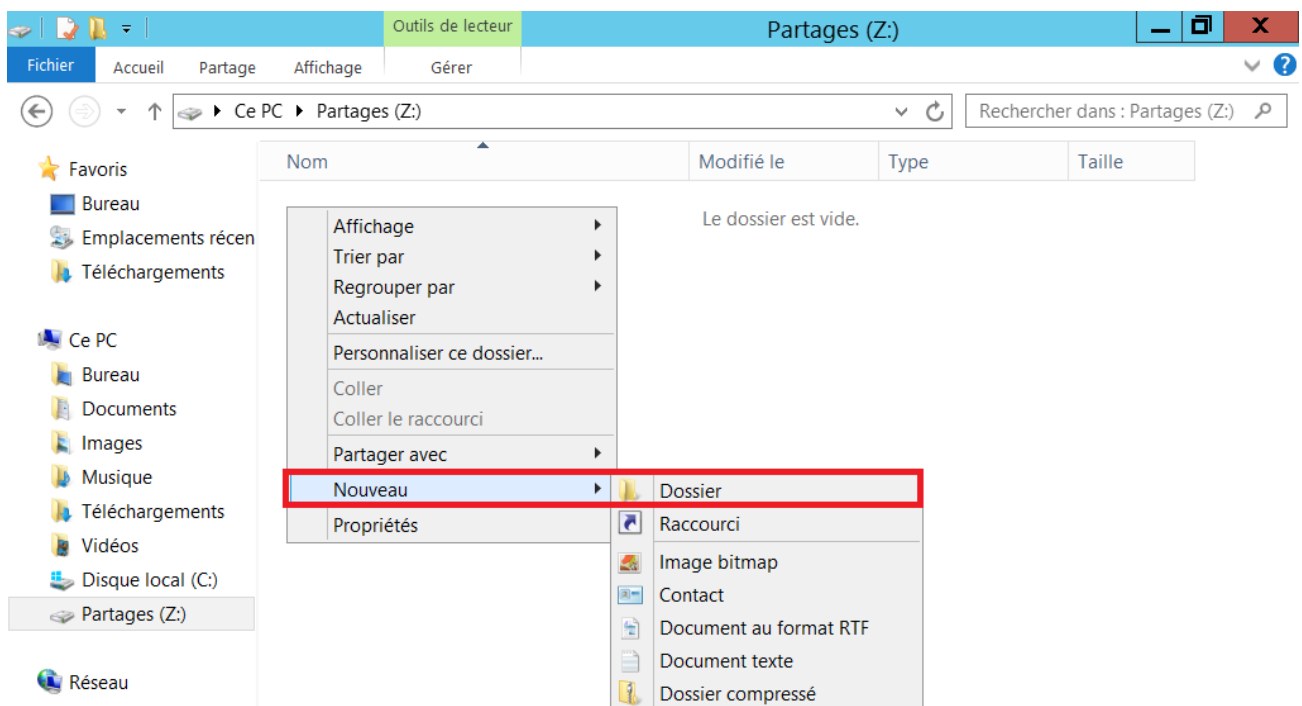 Outils de lecteur
Partages (Z:)
Fichier Accueil Partage Affichage Gérer
Ce PC Partages (Z:)
Rechercher dans : Partages (Z:)
Favoris
Bureau
Emplacements récen
Téléchargements
Ce PC
Bureau
Documents
Images
Musique
Téléchargements
Vidéos
Disque local (C:)
Partages (Z:)
Réseau
Nom Modifié le Type Taille
Le dossier est vide.
Affichage
Trier par
Regrouper par
Actualiser
Personnaliser ce dossier...
Coller
Coller le raccourci
Partager avec
Nouveau
Propriétés
Dossier
Raccourci
Image bitmap
Contact
Document au format RTF
Document texte
Dossier compressé